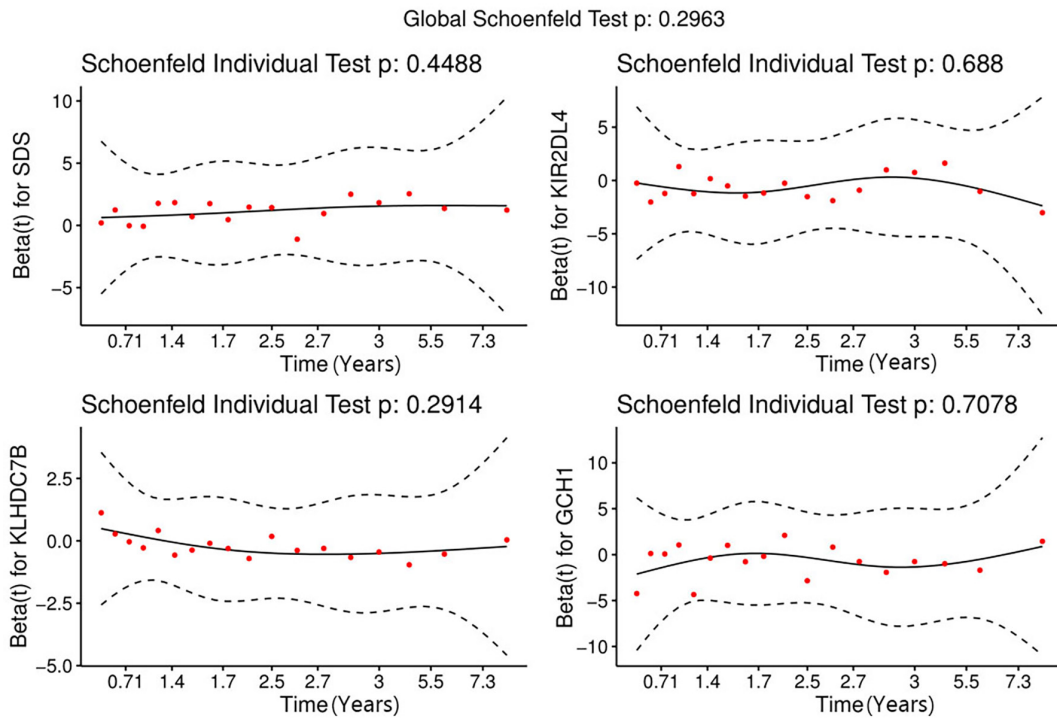 Global Schoenfeld Test p: 0.2963
Schoenfeld Individual Test p: 0.4488
Beta(t) for SDS
10
5
0
−5
0.71 1.4 1.7 2.5 2.7 3 5.5 7.3
Time (Years)
Schoenfeld Individual Test p: 0.688
Beta(t) for KIR2DL4
5
0
−5
−10
0.71 1.4 1.7 2.5 2.7 3 5.5 7.3
Time (Years)
Schoenfeld Individual Test p: 0.2914
Beta(t) for KLHDC7B
2.5
0.0
−2.5
−5.0
0.71 1.4 1.7 2.5 2.7 3 5.5 7.3
Time (Years)
Schoenfeld Individual Test p: 0.7078
Beta(t) for GCH1
10
5
0
−5
−10
0.71 1.4 1.7 2.5 2.7 3 5.5 7.3
Time (Years)